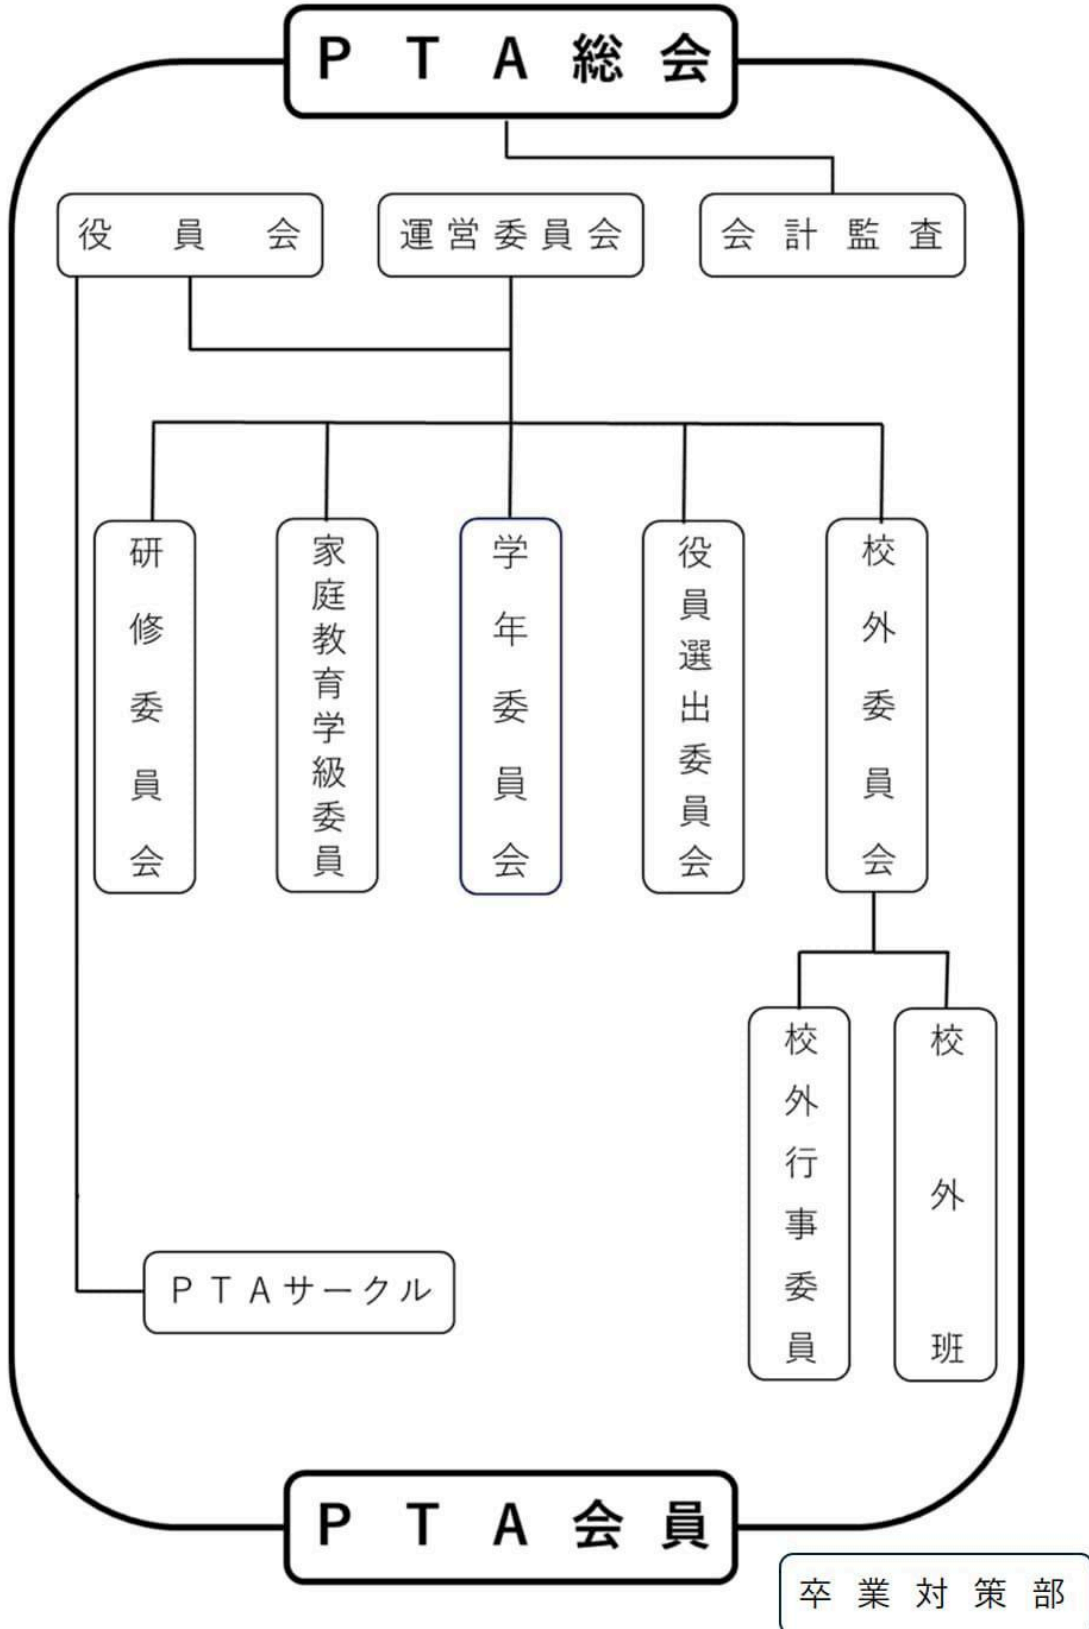 PTA総会
役員会
運営委員会
会計監査
研修委員会
家庭教育学級委員
学年委員会
役員選出委員会
校外委員会
校外行事委員
校外班
PTAサークル
PTA会員
卒業対策部